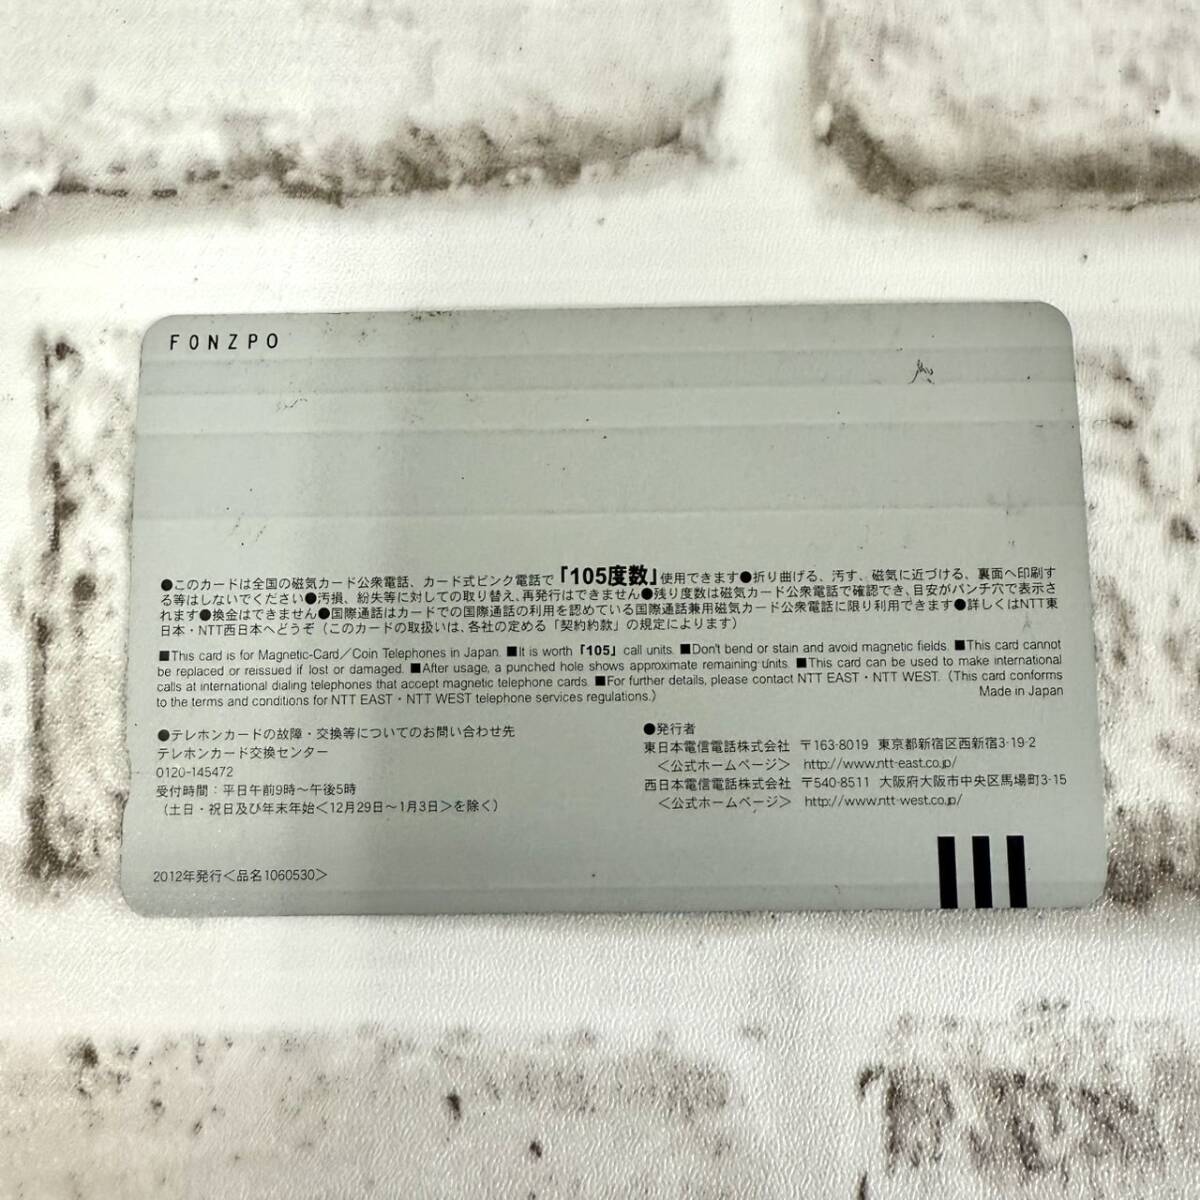 FONZPO
●このカードは全国の磁気カード公衆電話、カード式ピンク電話で「105度数」使用できます●折り曲げる、汚す、磁気に近づける、裏面へ印刷す
る等はしないでください●汚損、紛失等に対しての取り替え、再発行はできません●残り度数は磁気カード公衆電話で確認でき、目安がパンチ穴で表示さ
れます●換金はできません●国際通話はカードでの国際通話の利用を認めている国際通話兼用磁気カード公衆電話に限り利用できます●詳しくはNTT東
日本・NTT西日本へどうぞ（このカードの取扱いは、各社の定める「契約約款」の規定によります）
■This card is for Magnetic-Card／Coin Telephones in Japan. ■It is worth「105」call units. ■Don't bend or stain and avoid magnetic fields. ■This card cannot
be replaced or reissued if lost or damaged. ■After usage, a punched hole shows approximate remaining units. ■This card can be used to make international
calls at international dialing telephones that accept magnetic telephone cards. ■For further details, please contact NTT EAST・NTT WEST. (This card conforms
to the terms and conditions for NTT EAST・NTT WEST telephone services regulations.) Made in Japan
●テレホンカードの故障・交換等についてのお問い合わせ先
テレホンカード交換センター
0120-145472
受付時間：平日午前9時～午後5時
（土日・祝日及び年末年始＜12月29日～1月3日＞を除く）
●発行者
東日本電信電話株式会社 〒163-8019 東京都新宿区西新宿3-19-2
＜公式ホームページ＞ http://www.ntt-east.co.jp/
西日本電信電話株式会社 〒540-8511 大阪府大阪市中央区馬場町3-15
＜公式ホームページ＞ http://www.ntt-west.co.jp/
2012年発行＜品名1060530＞